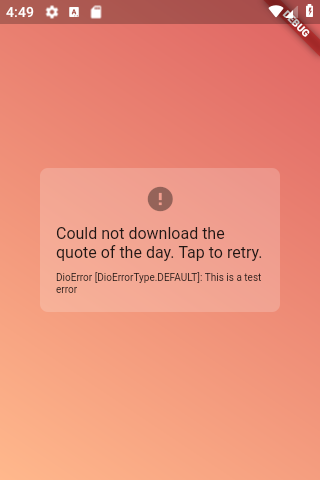 4:49
DEBUG
Could not download the
quote of the day. Tap to retry.
DioError [DioErrorType.DEFAULT]: This is a test
error